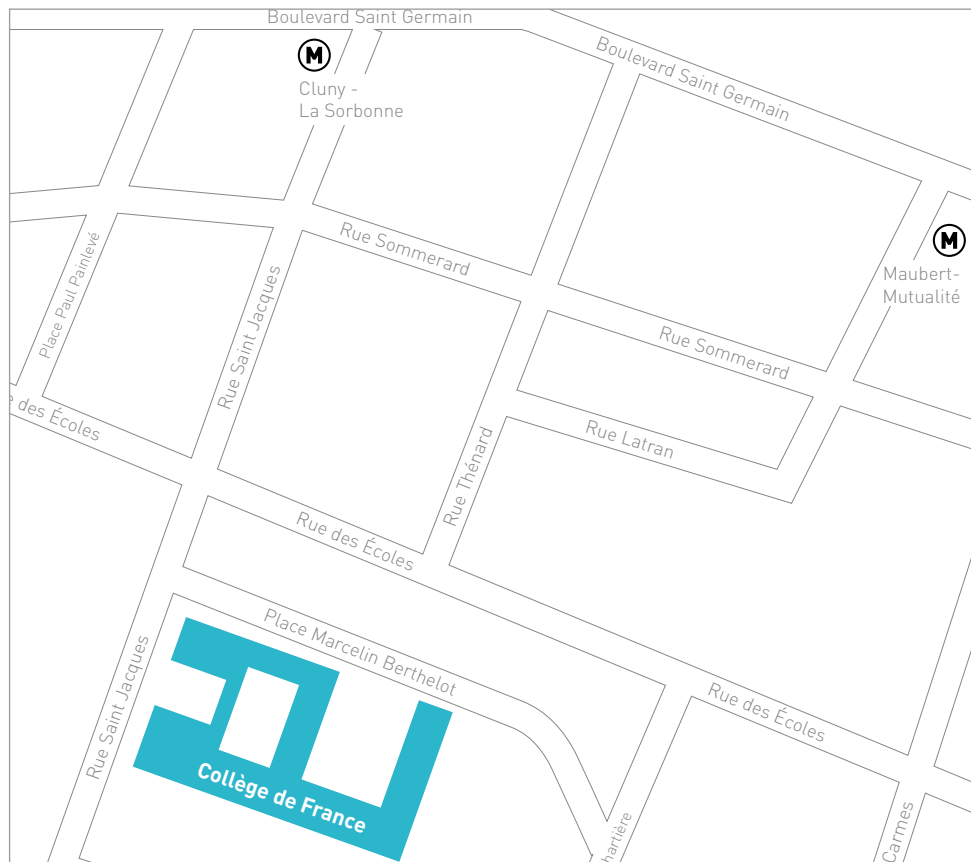 Boulevard Saint Germain
Boulevard Saint Germain
M
Cluny -
La Sorbonne
M
Maubert-
Mutualité
Rue Sommerard
Place Paul Painlevé
Rue Saint Jacques
Rue Sommerard
des Écoles
Rue Latran
Rue Thénard
Rue des Écoles
Place Marcelin Berthelot
Rue Saint Jacques
Rue des Écoles
Collège de France
hartière
Carmes